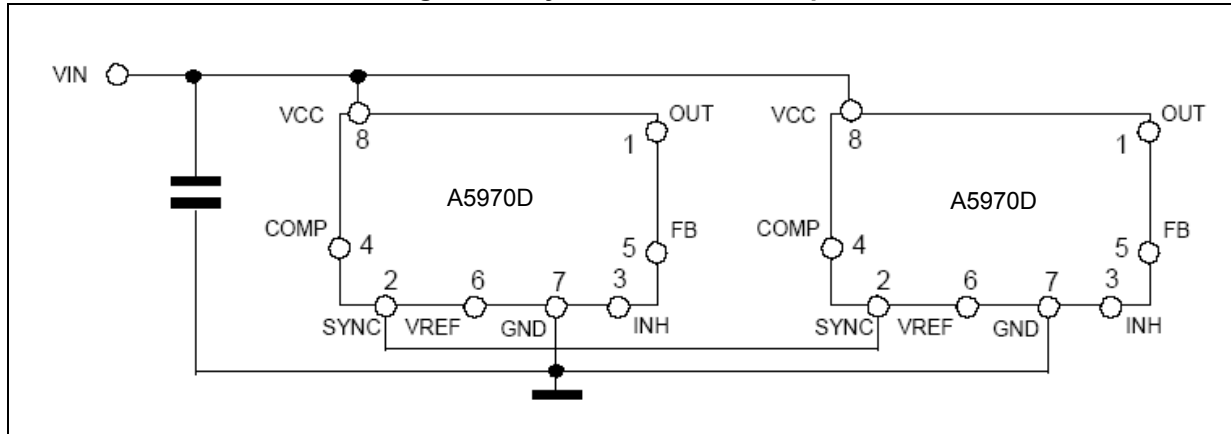 VIN
VCC
8
OUT
1
A5970D
COMP
4
FB
5
2
6
7
3
SYNC
VREF
GND
INH
VCC
8
OUT
1
A5970D
COMP
4
FB
5
2
6
7
3
SYNC
VREF
GND
INH